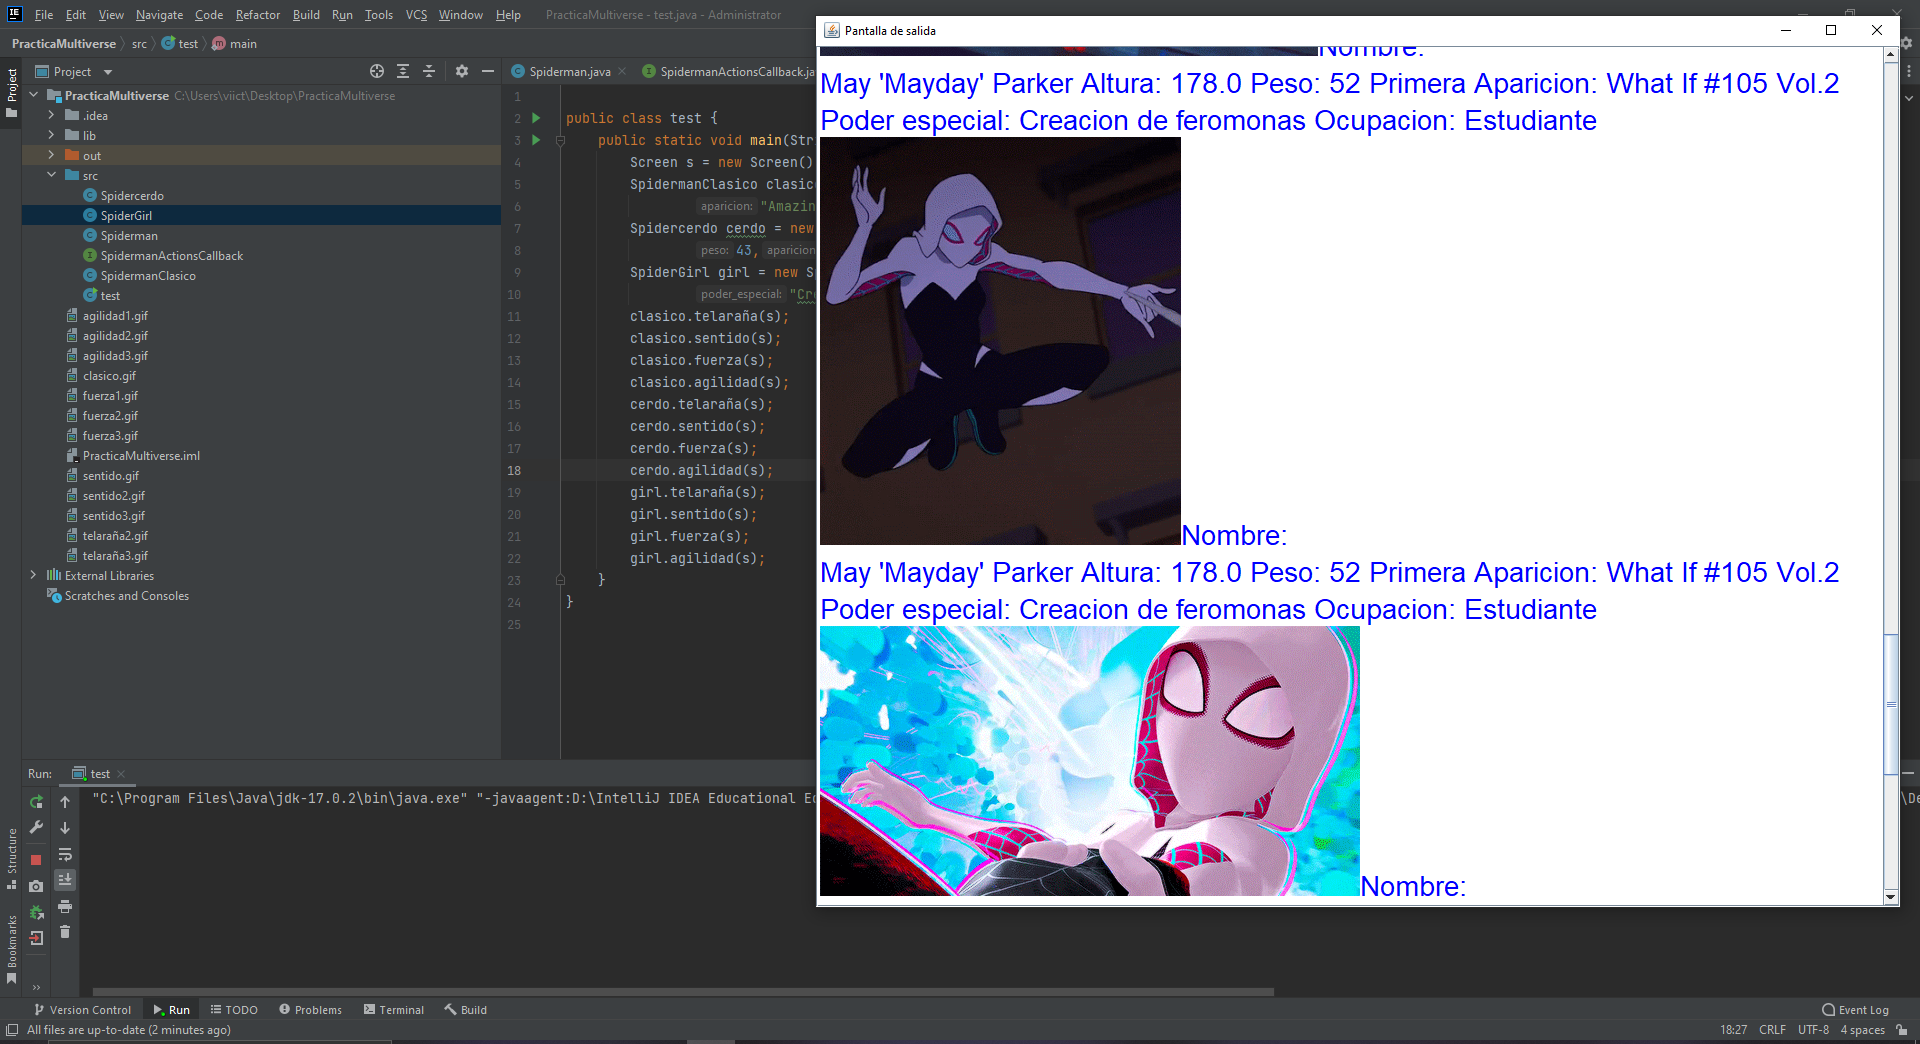 File Edit View Navigate Code Refactor Build Run Tools VCS Window Help PracticaMultiverse - test.java - Administrator
PracticaMultiverse src test main
Project
Project
PracticaMultiverse C:\Users\viict\Desktop\PracticaMultiverse
.idea
lib
out
src
Spidercerdo
SpiderGirl
Spiderman
SpidermanActionsCallback
SpidermanClasico
test
agilidad1.gif
agilidad2.gif
agilidad3.gif
clasico.gif
fuerza1.gif
fuerza2.gif
fuerza3.gif
PracticaMultiverse.iml
sentido.gif
sentido2.gif
sentido3.gif
telaraña2.gif
telaraña3.gif
External Libraries
Scratches and Consoles
Spiderman.java SpidermanActionsCallback.ja
1
2 public class test {
3 public static void main(Str
4 Screen s = new Screen()
5 SpidermanClasico clasico
6 aparicion: "Amazin
7 Spidercerdo cerdo = new
8 peso: 43, aparicion
9 SpiderGirl girl = new Sp
10 poder_especial: "Cre
11 clasico.telaraña(s);
12 clasico.sentido(s);
13 clasico.fuerza(s);
14 clasico.agilidad(s);
15 cerdo.telaraña(s);
16 cerdo.sentido(s);
17 cerdo.fuerza(s);
18 cerdo.agilidad(s);
19 girl.telaraña(s);
20 girl.sentido(s);
21 girl.fuerza(s);
22 girl.agilidad(s);
23 }
24 }
25
Pantalla de salida
Nombre:
May 'Mayday' Parker Altura: 178.0 Peso: 52 Primera Aparicion: What If #105 Vol.2
Poder especial: Creacion de feromonas Ocupacion: Estudiante
Nombre:
May 'Mayday' Parker Altura: 178.0 Peso: 52 Primera Aparicion: What If #105 Vol.2
Poder especial: Creacion de feromonas Ocupacion: Estudiante
Nombre:
Run: test
"C:\Program Files\Java\jdk-17.0.2\bin\java.exe" "-javaagent:D:\IntelliJ IDEA Educational Ed
\De
Structure
Bookmarks
Version Control Run TODO Problems Terminal Build Event Log
All files are up-to-date (2 minutes ago) 18:27 CRLF UTF-8 4 spaces